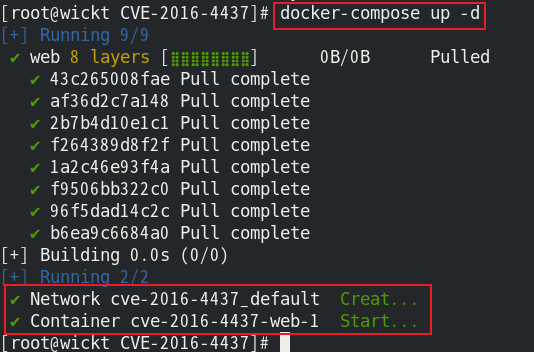 [root@wickt CVE-2016-4437]# docker-compose up -d
[+] Running 9/9
✔ web 8 layers [⣿⣿⣿⣿⣿⣿⣿⣿] 0B/0B Pulled
✔ 43c265008fae Pull complete
✔ af36d2c7a148 Pull complete
✔ 2b7b4d10e1c1 Pull complete
✔ f264389d8f2f Pull complete
✔ 1a2c46e93f4a Pull complete
✔ f9506bb322c0 Pull complete
✔ 96f5dad14c2c Pull complete
✔ b6ea9c6684a0 Pull complete
[+] Building 0.0s (0/0)
[+] Running 2/2
✔ Network cve-2016-4437_default Creat...
✔ Container cve-2016-4437-web-1 Start...
[root@wickt CVE-2016-4437]#